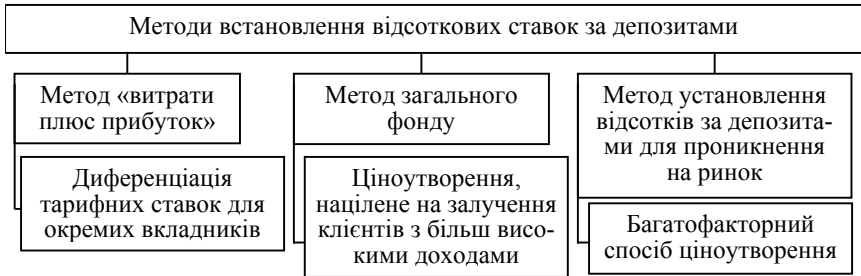 Методи встановлення відсоткових ставок за депозитами
Метод «витрати
плюс прибуток»
Метод загального
фонду
Метод установлення
відсотків за депозита-
ми для проникнення
на ринок
Диференціація
тарифних ставок для
окремих вкладників
Ціноутворення,
націлене на залучення
клієнтів з більш висо-
кими доходами
Багатофакторний
спосіб ціноутворення